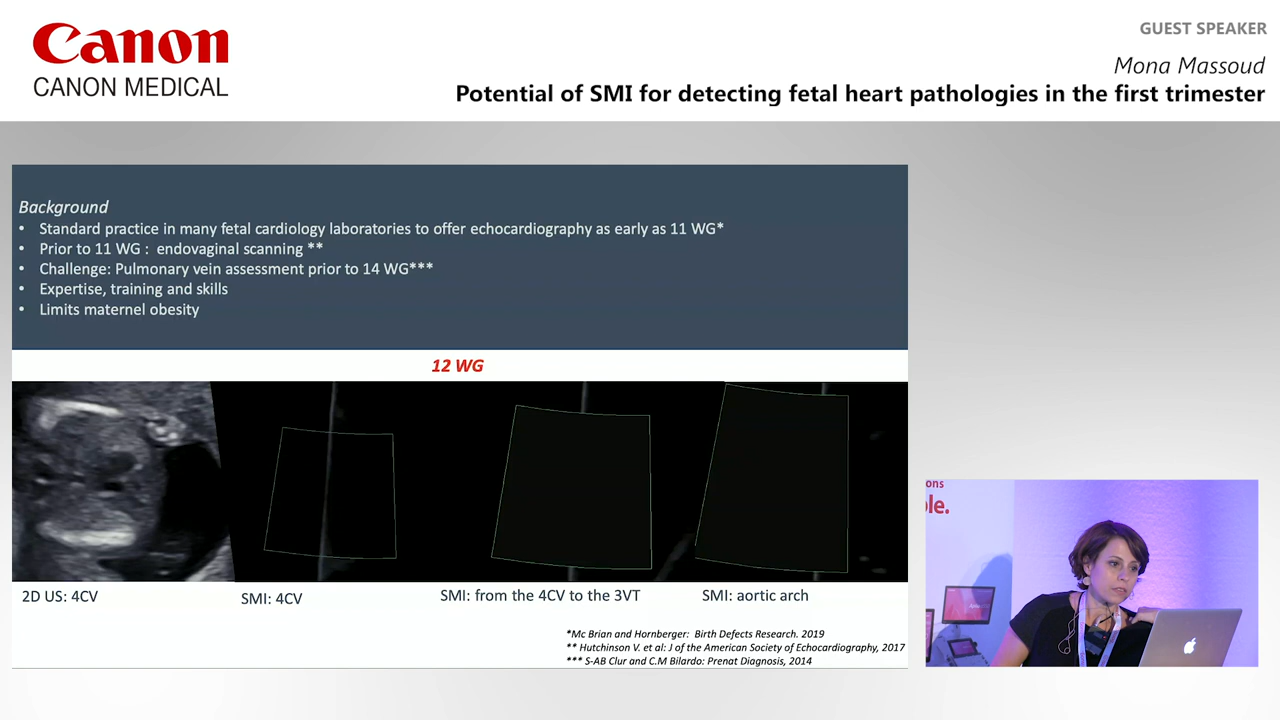 Canon
CANON MEDICAL
GUEST SPEAKER
Mona Massoud
Potential of SMI for detecting fetal heart pathologies in the first trimester
Background
• Standard practice in many fetal cardiology laboratories to offer echocardiography as early as 11 WG*
• Prior to 11 WG : endovaginal scanning **
• Challenge: Pulmonary vein assessment prior to 14 WG***
• Expertise, training and skills
• Limits maternel obesity
12 WG
2D US: 4CV
SMI: 4CV
SMI: from the 4CV to the 3VT
SMI: aortic arch
*Mc Brian and Hornberger: Birth Defects Research. 2019
** Hutchinson V. et al: J of the American Society of Echocardiography, 2017
*** S-AB Clur and C.M Bilardo: Prenat Diagnosis, 2014
ons
le.